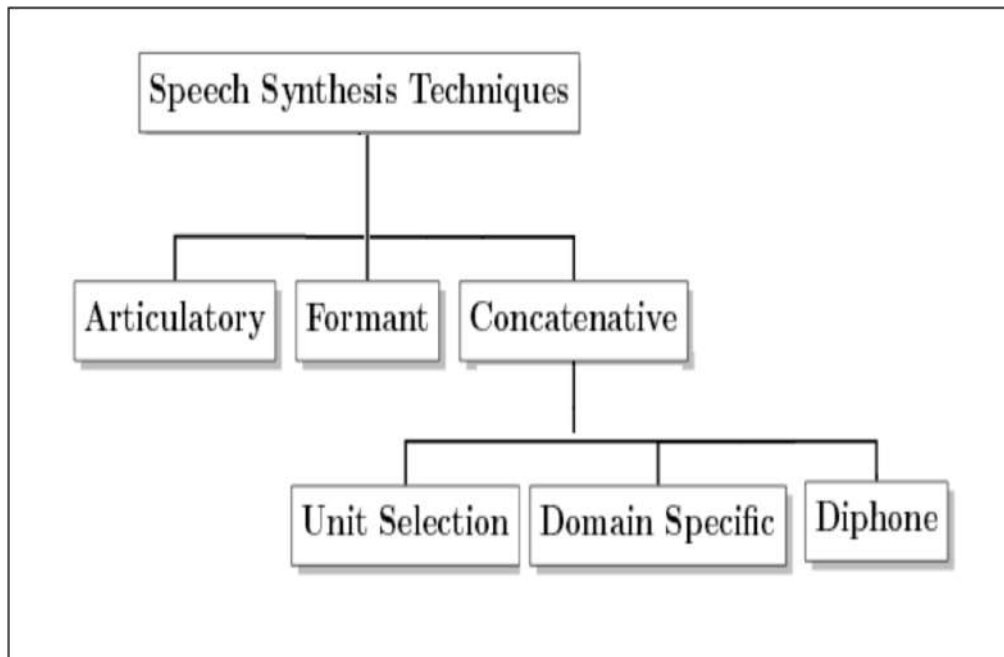 Speech Synthesis Techniques
Articulatory
Formant
Concatenative
Unit Selection
Domain Specific
Diphone